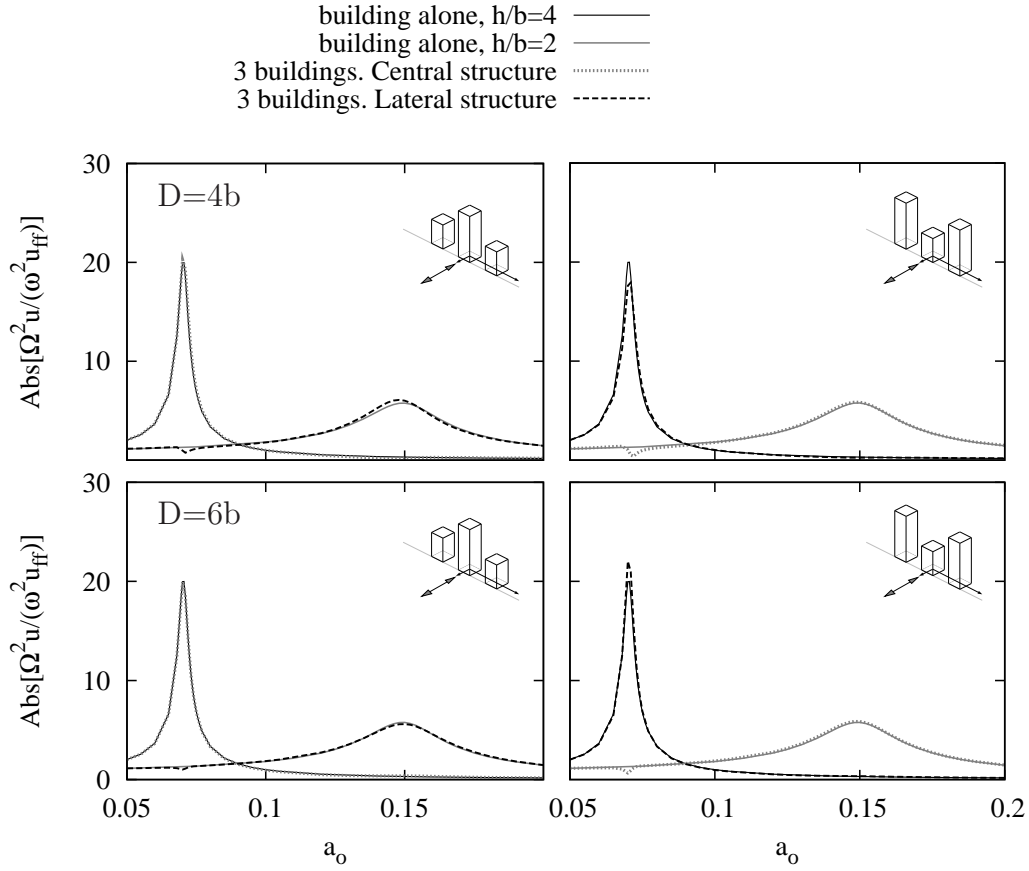 building alone, h/b=4
building alone, h/b=2
3 buildings. Central structure
3 buildings. Lateral structure
30
20
10
Abs[Ω²u/(ω²u_ff)]
D=4b
30
20
10
0
Abs[Ω²u/(ω²u_ff)]
D=6b
0.05 0.1 0.15
0.05 0.1 0.15 0.2
a_o a_o